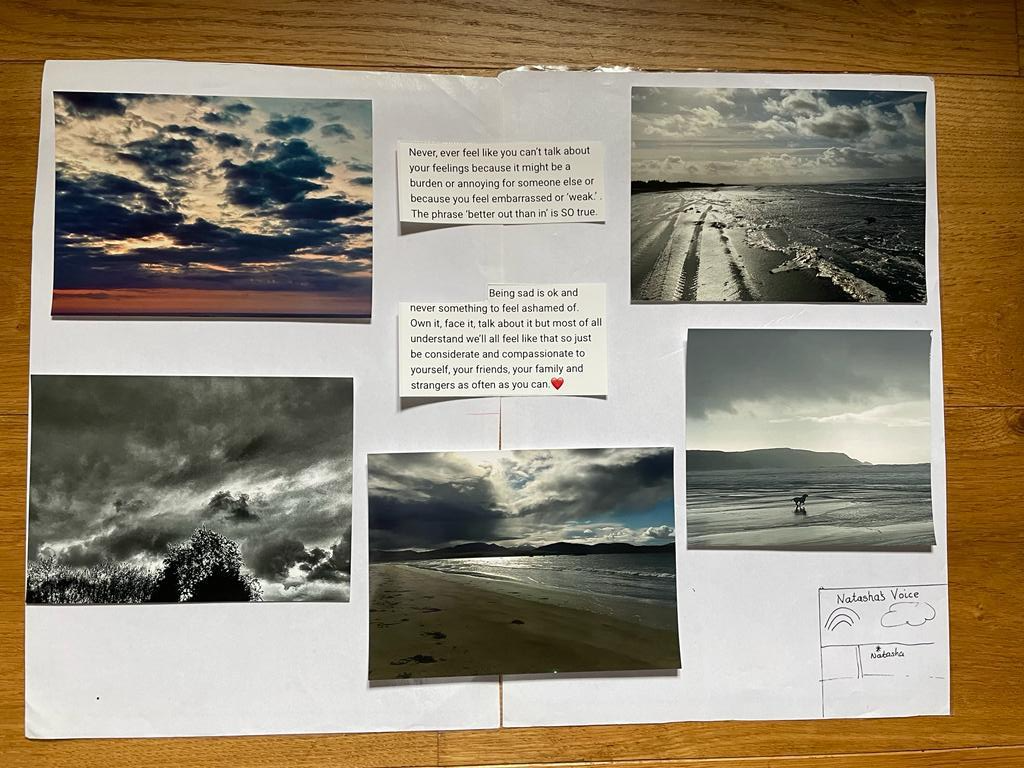 Never, ever feel like you can't talk about
your feelings because it might be a
burden or annoying for someone else or
because you feel embarrassed or 'weak.' .
The phrase 'better out than in' is SO true.
Being sad is ok and
never something to feel ashamed of.
Own it, face it, talk about it but most of all
understand we'll all feel like that so just
be considerate and compassionate to
yourself, your friends, your family and
strangers as often as you can.❤️
Natasha's Voice
Natasha